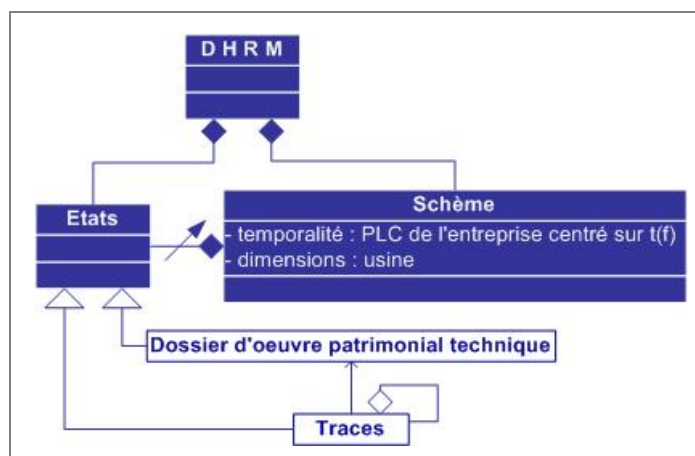 D H R M
Etats
Schème
- temporalité : PLC de l'entreprise centré sur t(f)
- dimensions : usine
Dossier d'oeuvre patrimonial technique
Traces